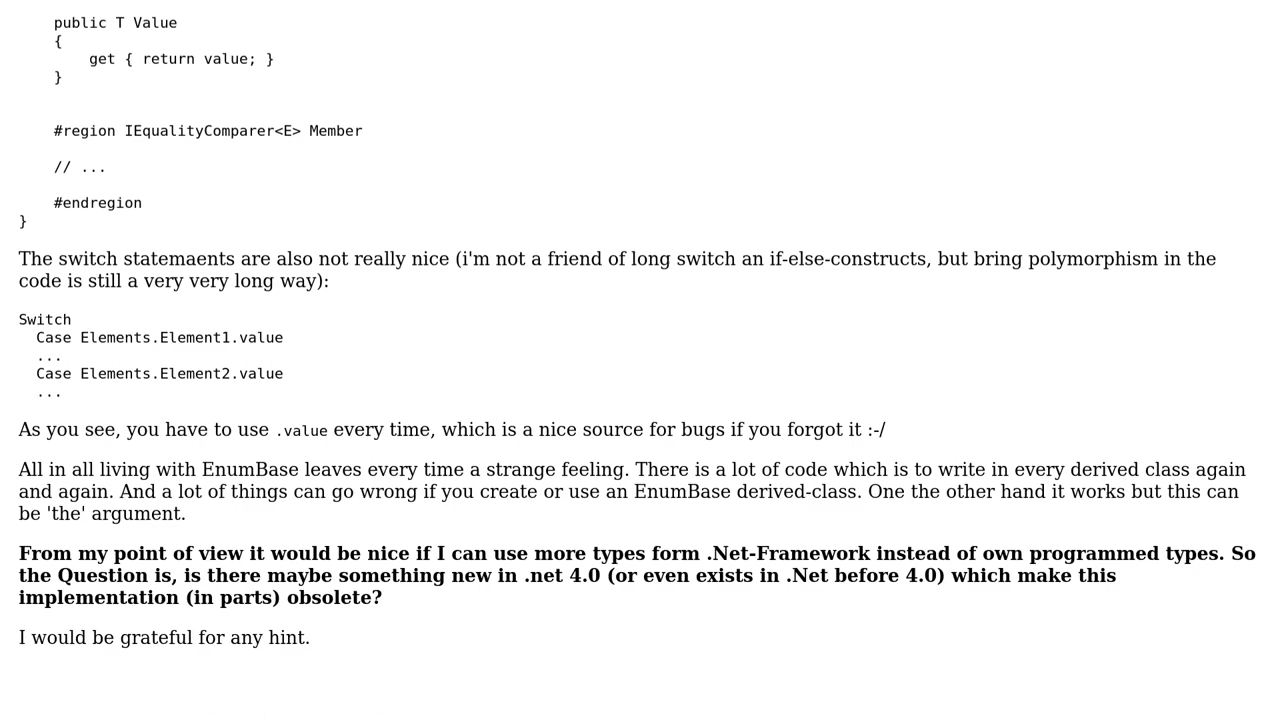 public T Value
{
get { return value; }
}
#region IEqualityComparer<E> Member
// ...
#endregion
}
The switch statemaents are also not really nice (i'm not a friend of long switch an if-else-constructs, but bring polymorphism in the
code is still a very very long way):
Switch
Case Elements.Element1.value
...
Case Elements.Element2.value
...
As you see, you have to use .value every time, which is a nice source for bugs if you forgot it :-/
All in all living with EnumBase leaves every time a strange feeling. There is a lot of code which is to write in every derived class again
and again. And a lot of things can go wrong if you create or use an EnumBase derived-class. One the other hand it works but this can
be 'the' argument.
From my point of view it would be nice if I can use more types form .Net-Framework instead of own programmed types. So
the Question is, is there maybe something new in .net 4.0 (or even exists in .Net before 4.0) which make this
implementation (in parts) obsolete?
I would be grateful for any hint.